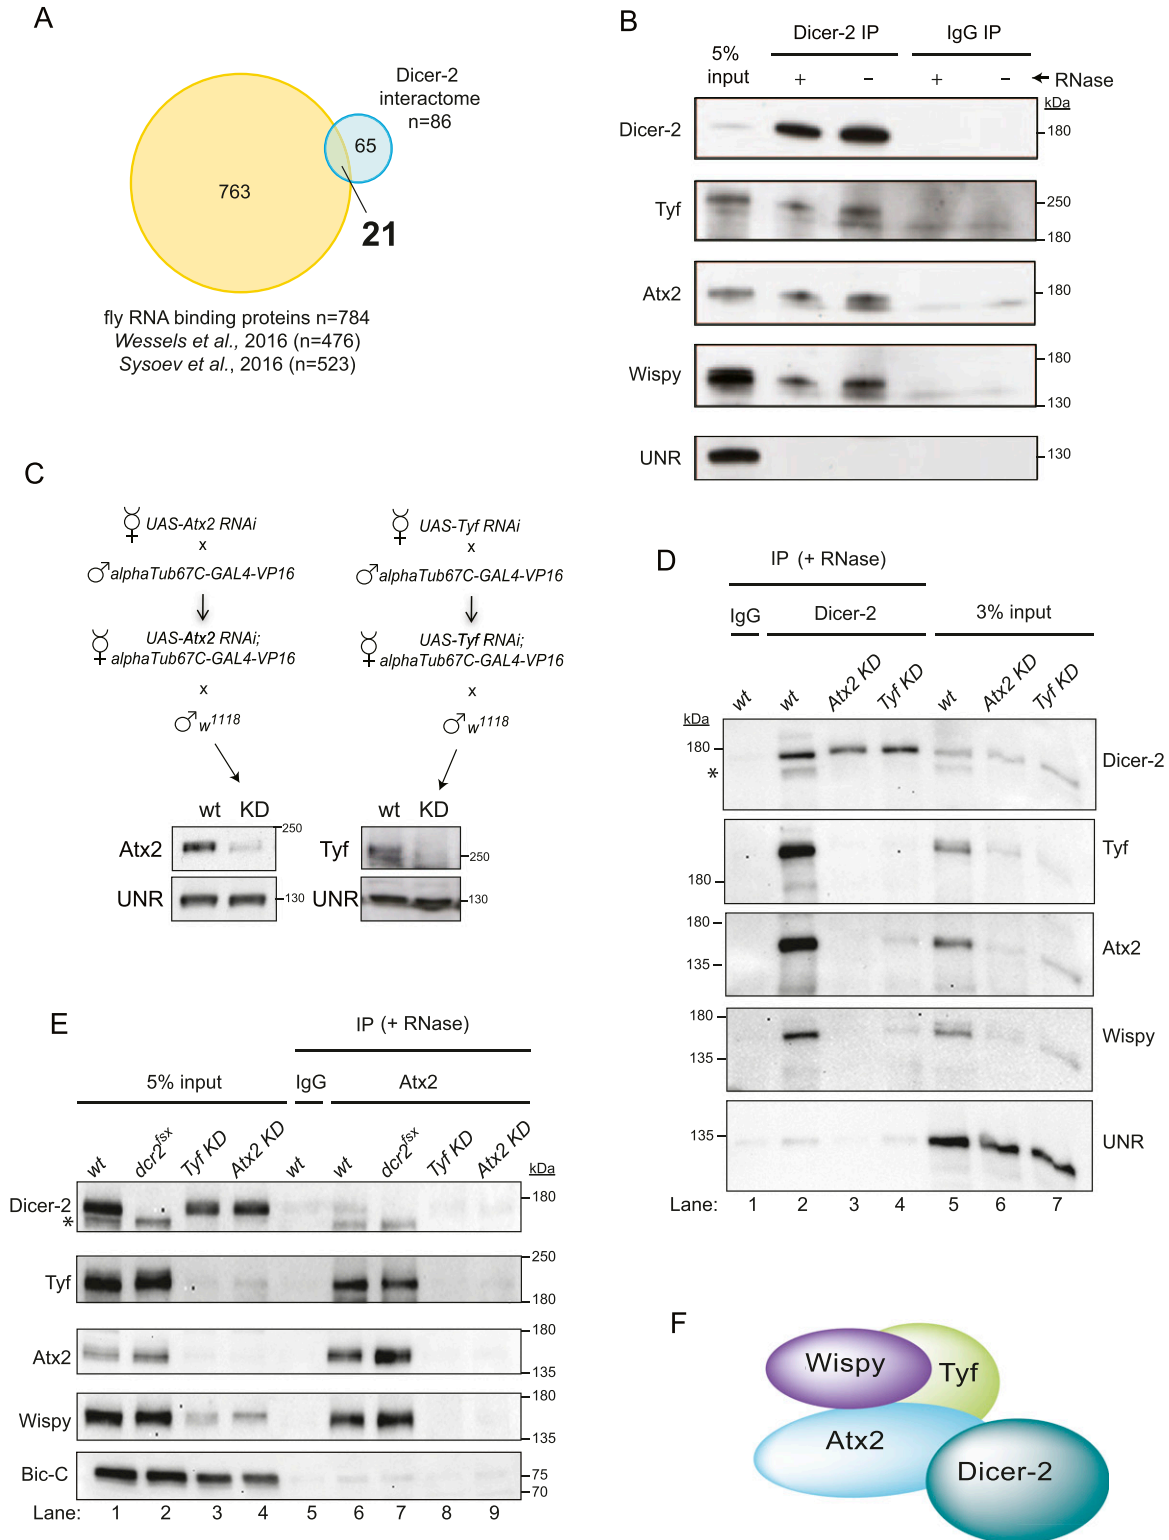 A
Dicer-2
interactome
n=86
65
763
21
fly RNA binding proteins n=784
Wessels et al., 2016 (n=476)
Sysoev et al., 2016 (n=523)
B
Dicer-2 IP
IgG IP
5%
input
+ − + − ← RNase
kDa
Dicer-2 180
Tyf 250
180
Atx2 180
Wispy 180
130
UNR 130
C
UAS-Atx2 RNAi
x
♂ alphaTub67C-GAL4-VP16
UAS-Atx2 RNAi;
alphaTub67C-GAL4-VP16
x
♂ w1118
wt KD
250
Atx2
UNR 130
UAS-Tyf RNAi
x
♂ alphaTub67C-GAL4-VP16
UAS-Tyf RNAi;
alphaTub67C-GAL4-VP16
x
♂ w1118
wt KD
Tyf 250
UNR 130
D
IP (+ RNase)
IgG Dicer-2 3% input
wt wt Atx2 KD Tyf KD wt Atx2 KD Tyf KD
kDa
180 Dicer-2
*
Tyf
180
180
Atx2
135
180
Wispy
135
135 UNR
Lane: 1 2 3 4 5 6 7
E
IP (+ RNase)
5% input IgG Atx2
wt dcr2fsx Tyf KD Atx2 KD wt wt dcr2fsx Tyf KD Atx2 KD
kDa
Dicer-2 180
*
250
Tyf
180
180
Atx2
135
180
Wispy
135
Bic-C 75
70
Lane: 1 2 3 4 5 6 7 8 9
F
Wispy
Tyf
Atx2
Dicer-2